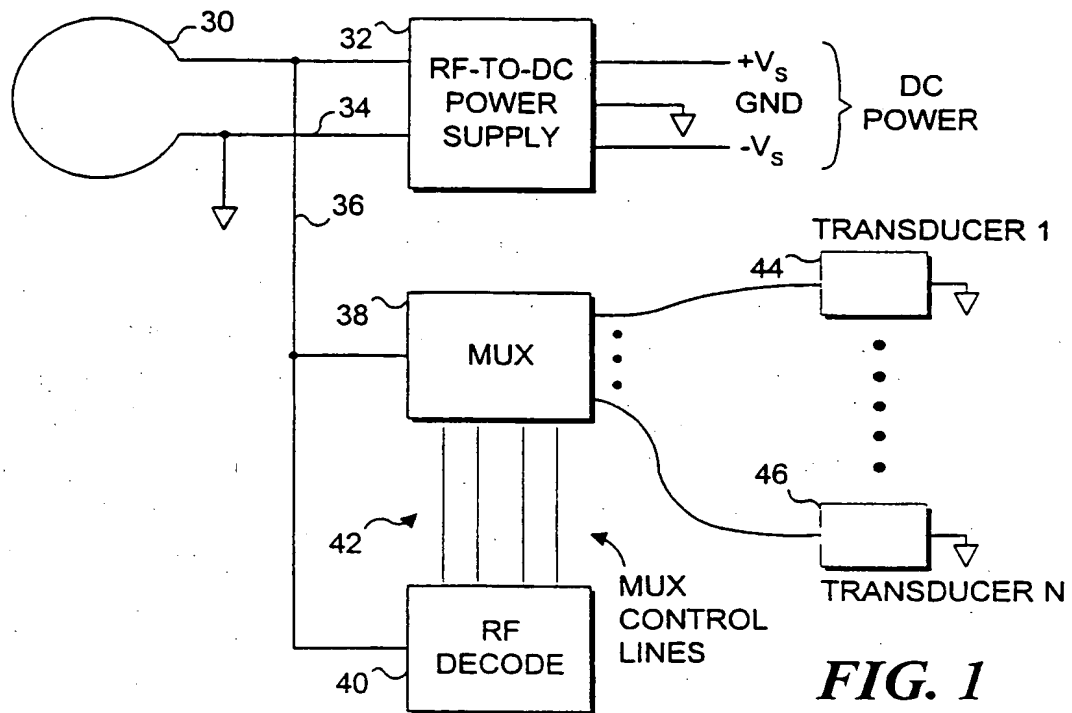 30
32
RF-TO-DC
POWER
SUPPLY
+Vs
GND
-Vs
DC
POWER
34
36
38
MUX
TRANSDUCER 1
44
46
TRANSDUCER N
42
MUX
CONTROL
LINES
RF
DECODE
40
FIG. 1